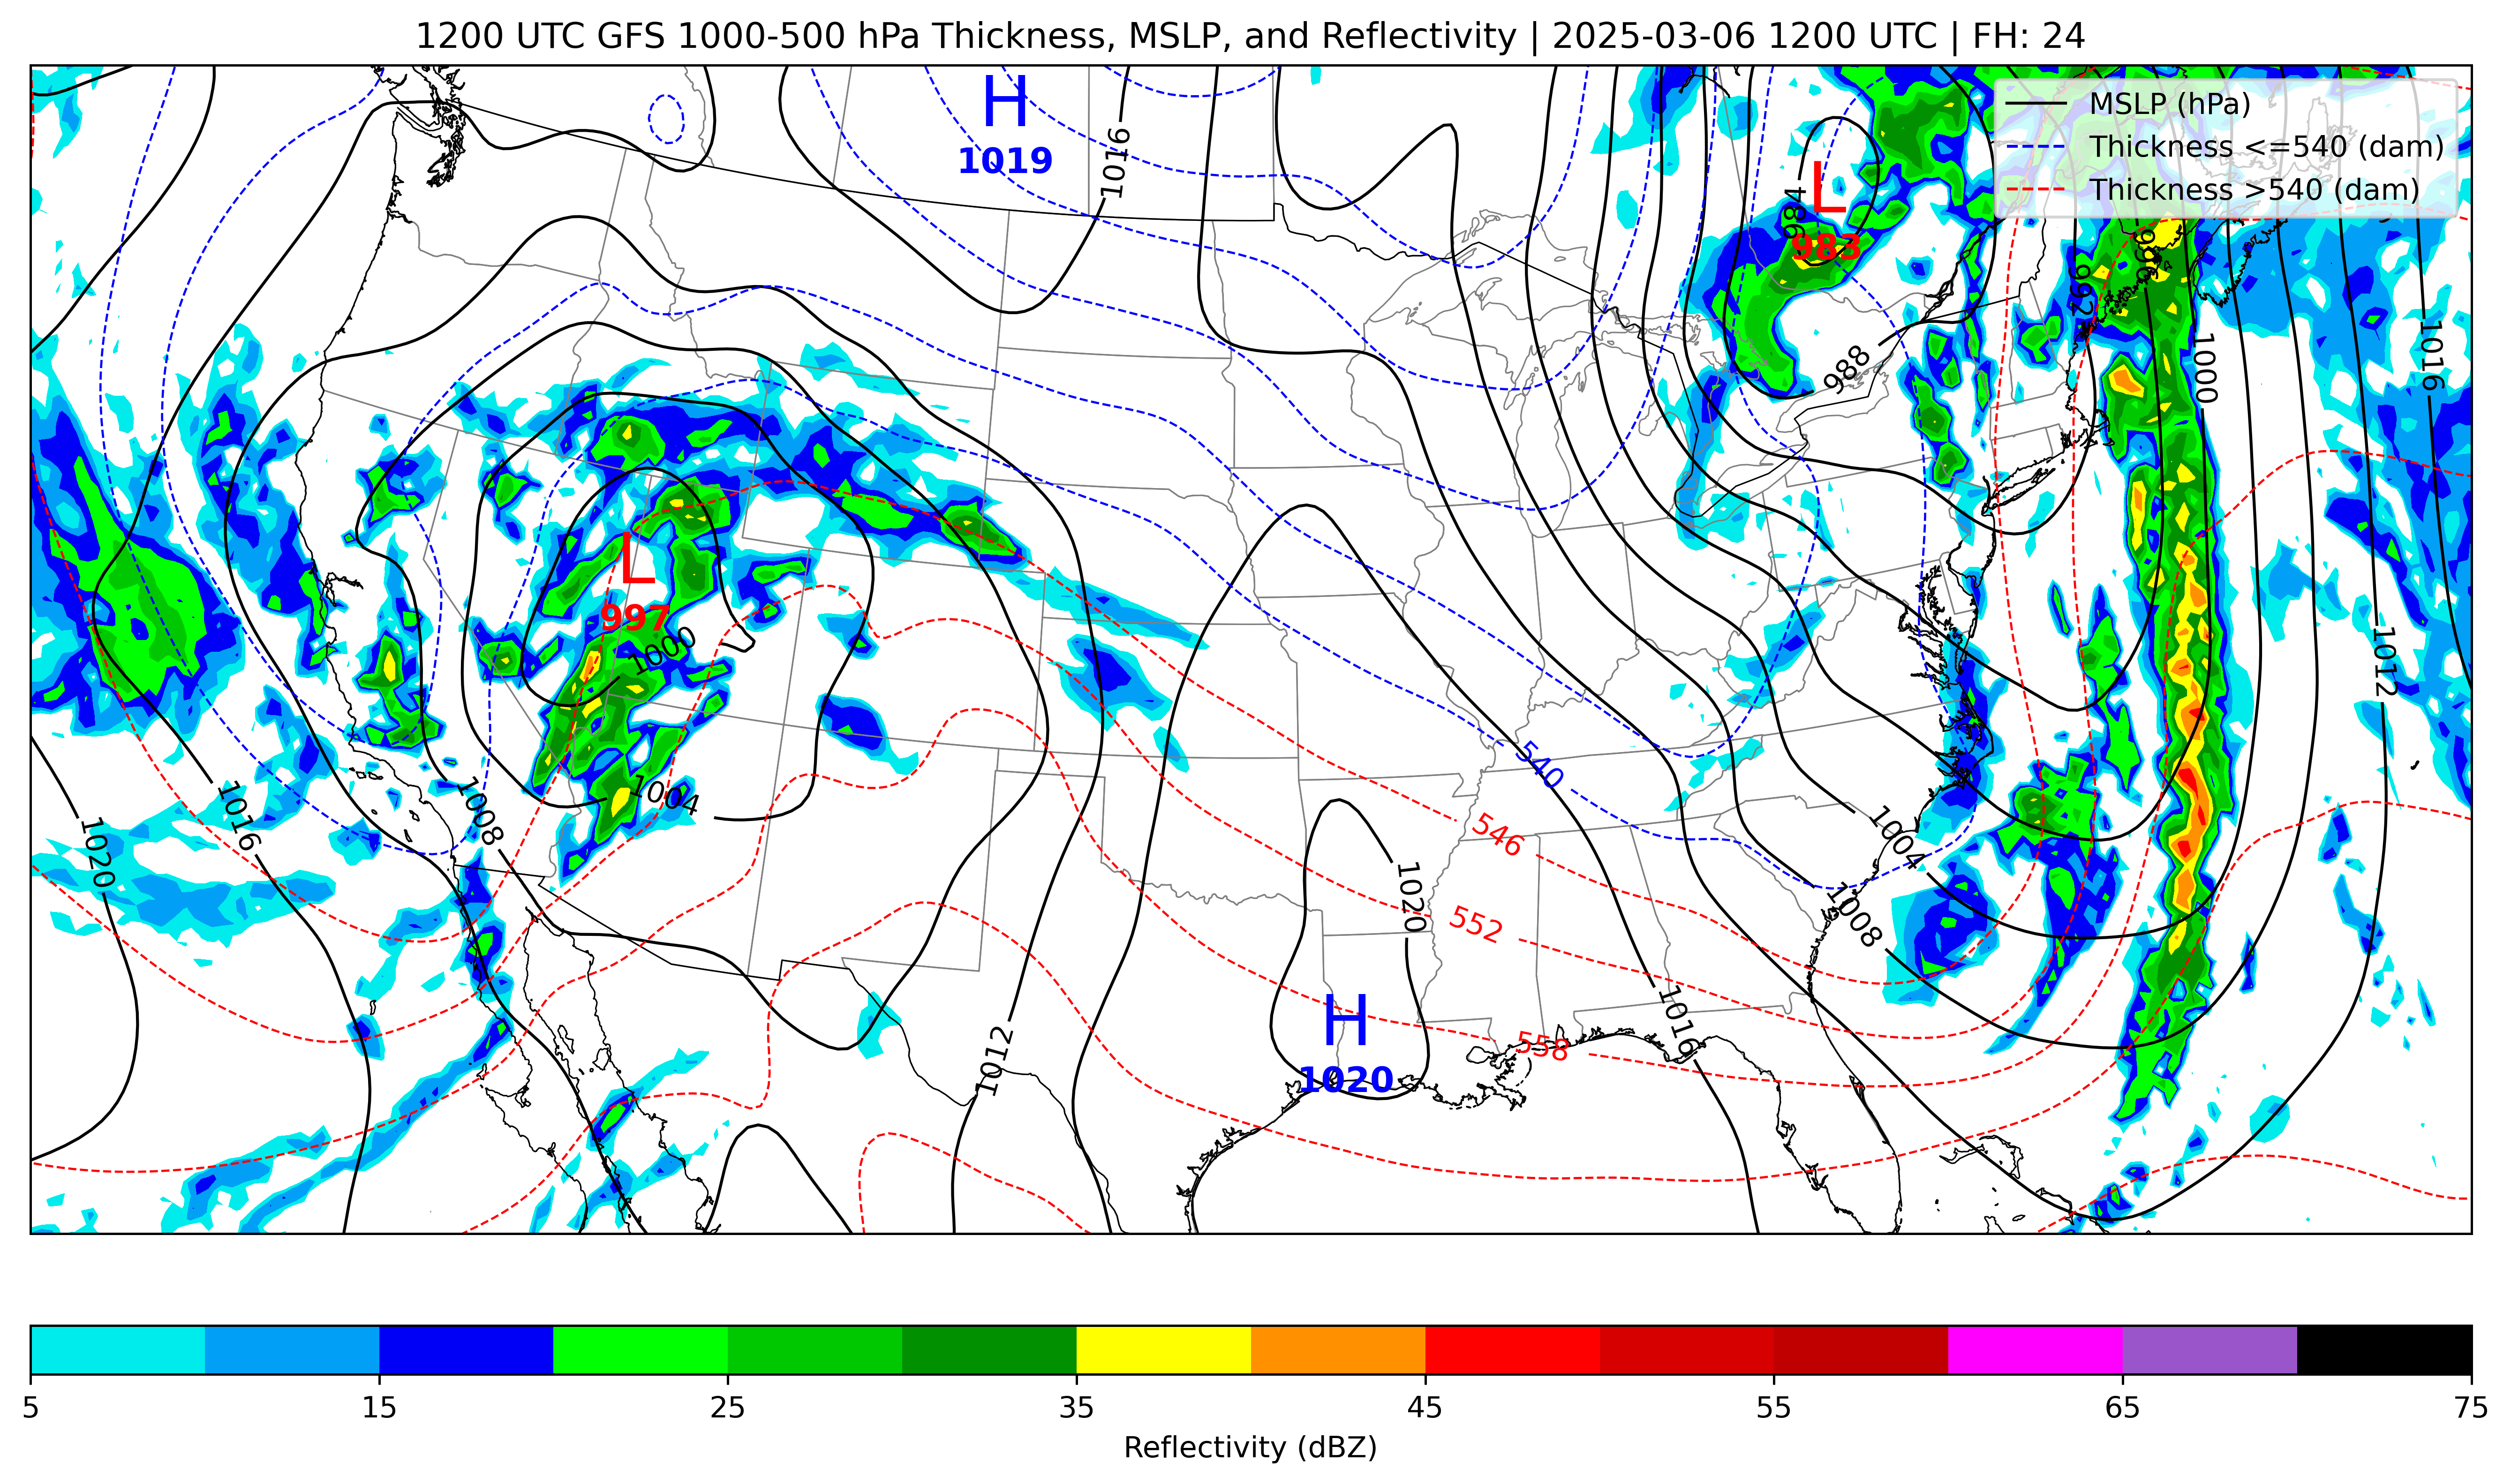 1200 UTC GFS 1000-500 hPa Thickness, MSLP, and Reflectivity | 2025-03-06 1200 UTC | FH: 24
MSLP (hPa)
Thickness <=540 (dam)
Thickness >540 (dam)
H
1019
1016
L
983
984
988
992
996
1000
1016
L
997
1000
1004
1008
1016
1020
540
546
552
558
1020
H
1020
1012
1016
1004
1008
1012
5 15 25 35 45 55 65 75
Reflectivity (dBZ)